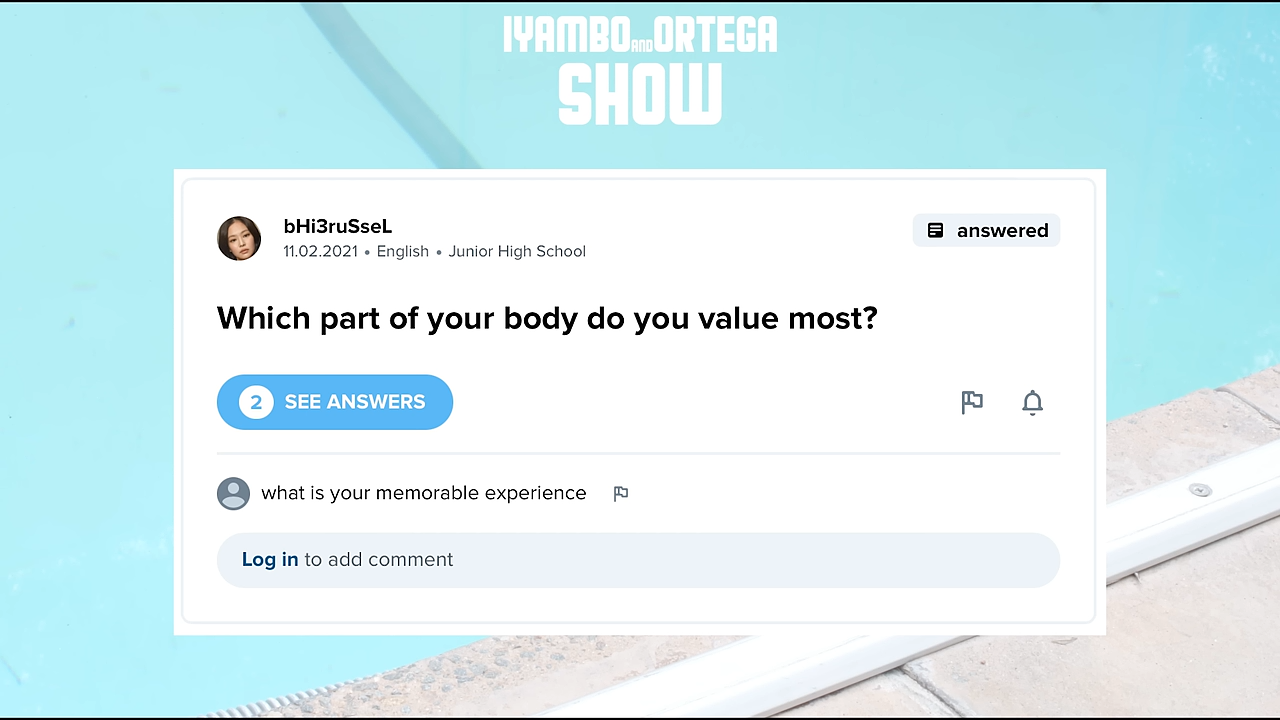 IYAMBO AND ORTEGA
SHOW
bHi3ruSseL
answered
11.02.2021 • English • Junior High School
Which part of your body do you value most?
2 SEE ANSWERS
what is your memorable experience
Log in to add comment